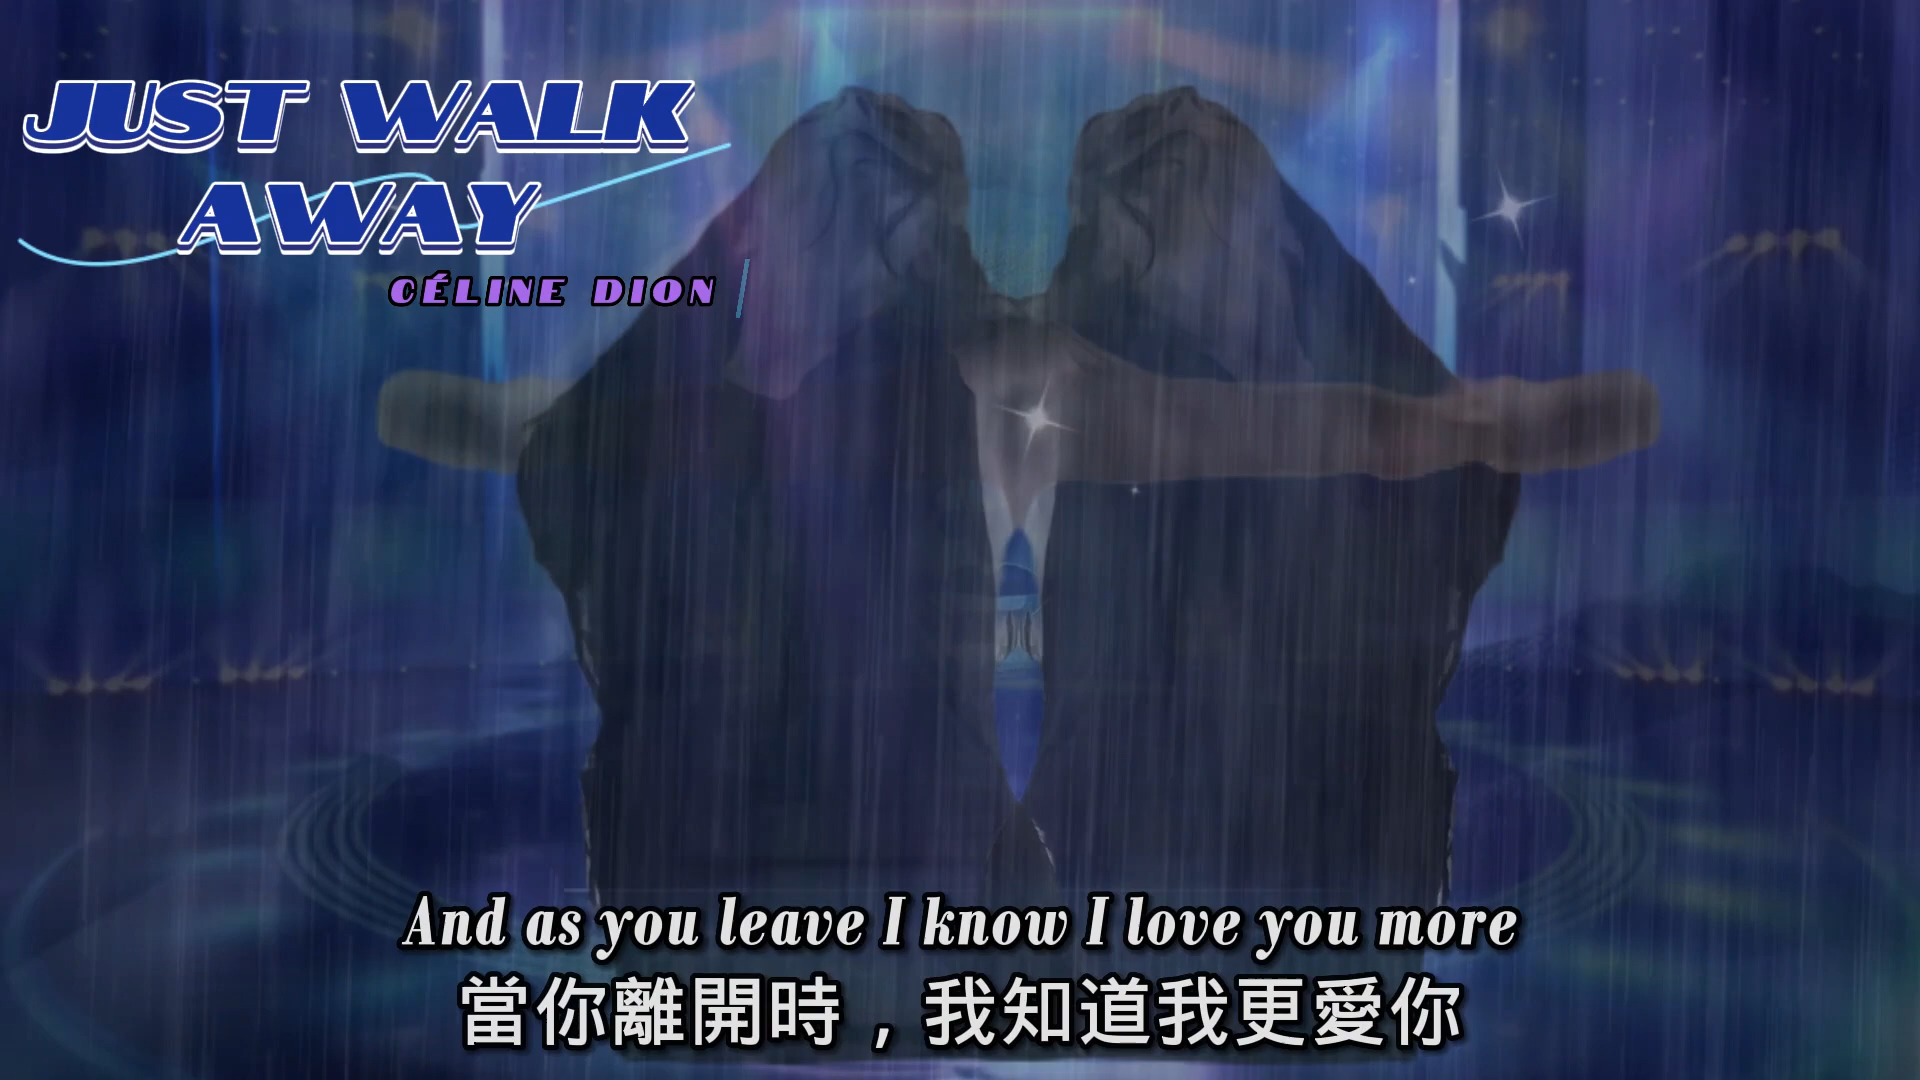 JUST WALK
AWAY
CÉLINE DION
And as you leave I know I love you more
當你離開時，我知道我更愛你